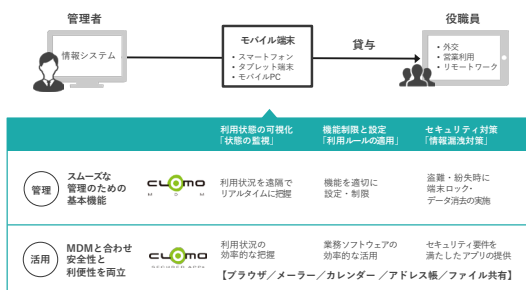 管理者
役職員
情報システム
モバイル端末
・スマートフォン
・タブレット端末
・モバイルPC
貸与
・外交
・営業利用
・リモートワーク
利用状態の可視化
「状態の監視」
機能制限と設定
「利用ルールの適用」
セキュリティ対策
「情報漏洩対策」
管理
スムーズな
管理のための
基本機能
CLOMO
M D M
利用状況を遠隔で
リアルタイムに把握
機能を適切に
設定・制限
盗難・紛失時に
端末ロック・
データ消去の実施
活用
MDMと合わせ
安全性と
利便性を両立
CLOMO
SECURED APPs
利用状況の
効率的な把握
業務ソフトウェアの
効率的な活用
セキュリティ要件を
満たしたアプリの提供
【ブラウザ／メーラー／カレンダー ／アドレス帳／ファイル共有】